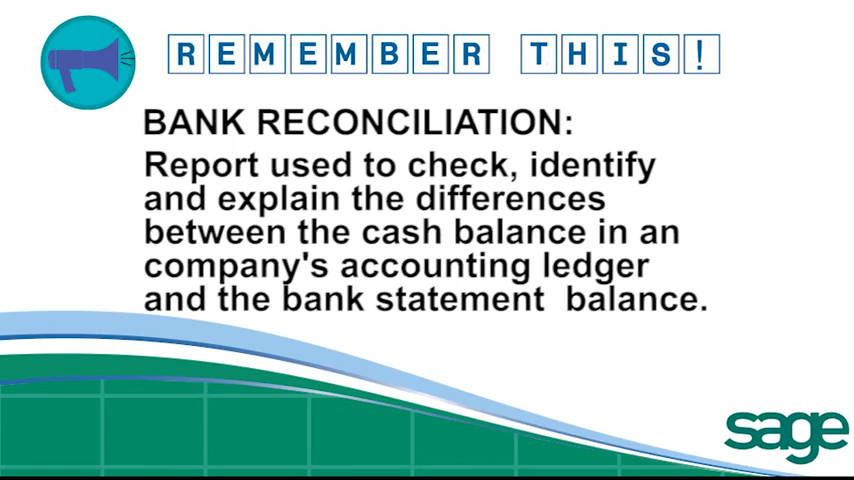 REMEMBER THIS!
BANK RECONCILIATION:
Report used to check, identify
and explain the differences
between the cash balance in an
company's accounting ledger
and the bank statement balance.
sage